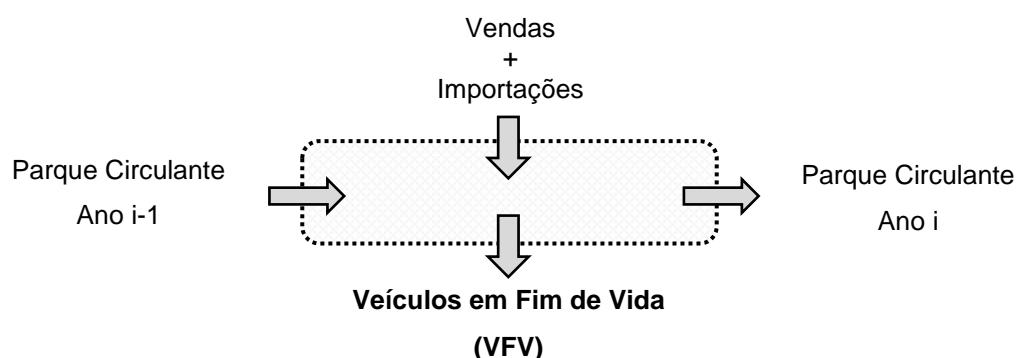 Vendas
+
Importações
Parque Circulante
Ano i-1
Parque Circulante
Ano i
Veículos em Fim de Vida
(VFV)